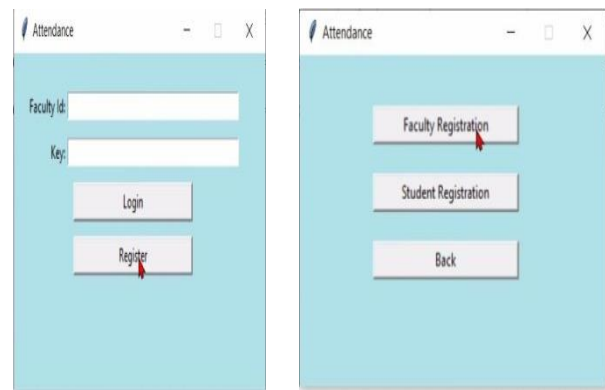 Attendance
Faculty Id:
Key:
Login
Register
Attendance
Faculty Registration
Student Registration
Back